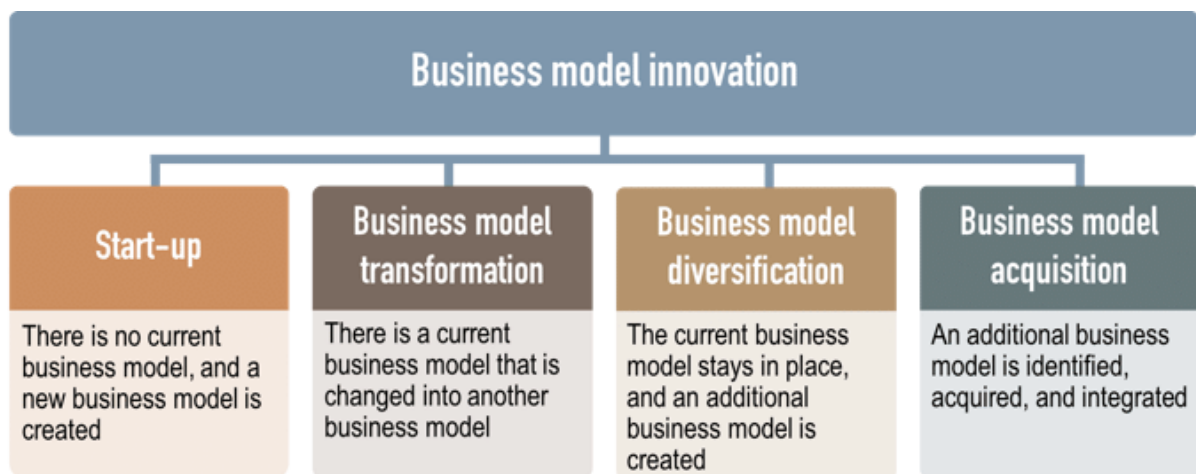 Business model innovation
Start-up
There is no current
business model, and a
new business model is
created
Business model
transformation
There is a current
business model that is
changed into another
business model
Business model
diversification
The current business
model stays in place,
and an additional
business model is
created
Business model
acquisition
An additional business
model is identified,
acquired, and integrated